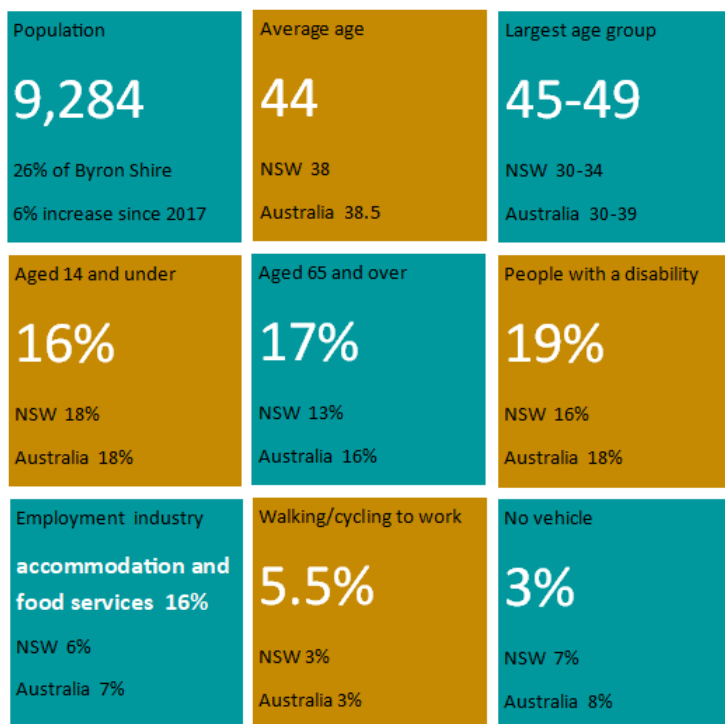 Population
9,284
26% of Byron Shire
6% increase since 2017
Average age
44
NSW 38
Australia 38.5
Largest age group
45-49
NSW 30-34
Australia 30-39
Aged 14 and under
16%
NSW 18%
Australia 18%
Aged 65 and over
17%
NSW 13%
Australia 16%
People with a disability
19%
NSW 16%
Australia 18%
Employment industry
accommodation and
food services 16%
NSW 6%
Australia 7%
Walking/cycling to work
5.5%
NSW 3%
Australia 3%
No vehicle
3%
NSW 7%
Australia 8%